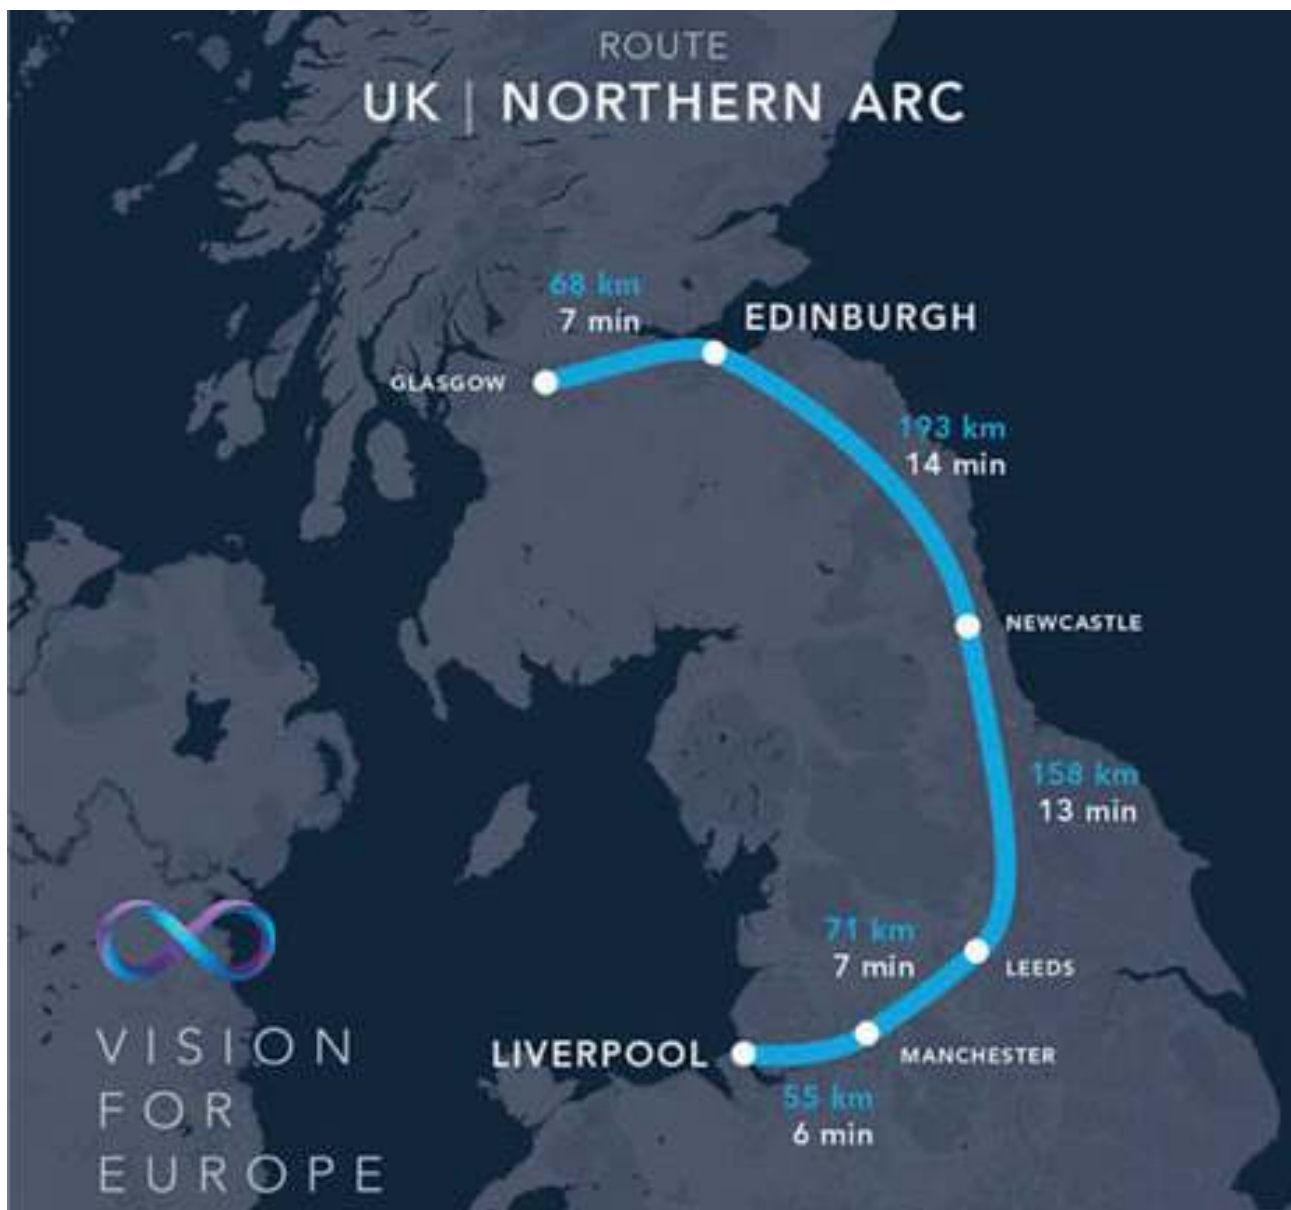 ROUTE
UK | NORTHERN ARC
68 km
7 min
EDINBURGH
GLASGOW
193 km
14 min
NEWCASTLE
158 km
13 min
71 km
7 min
LEEDS
LIVERPOOL
MANCHESTER
55 km
6 min
VISION
FOR
EUROPE